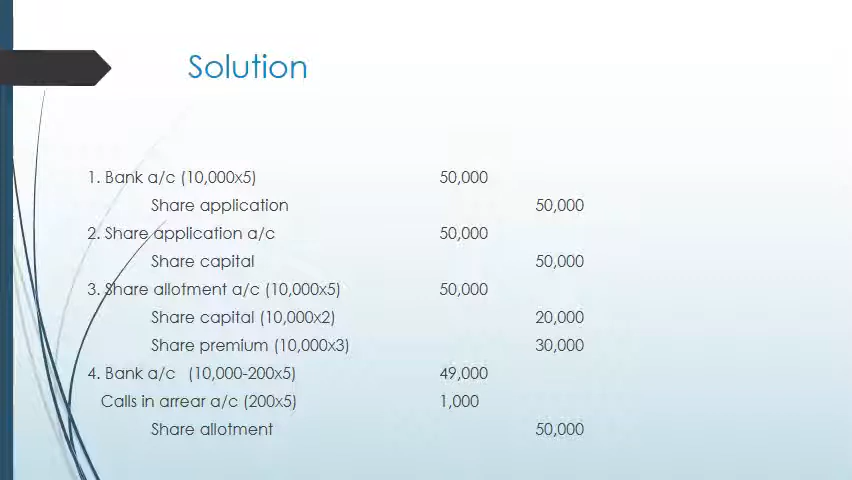 Solution
1. Bank a/c (10,000x5) 50,000
Share application 50,000
2. Share application a/c 50,000
Share capital 50,000
3. Share allotment a/c (10,000x5) 50,000
Share capital (10,000x2) 20,000
Share premium (10,000x3) 30,000
4. Bank a/c (10,000-200x5) 49,000
Calls in arrear a/c (200x5) 1,000
Share allotment 50,000